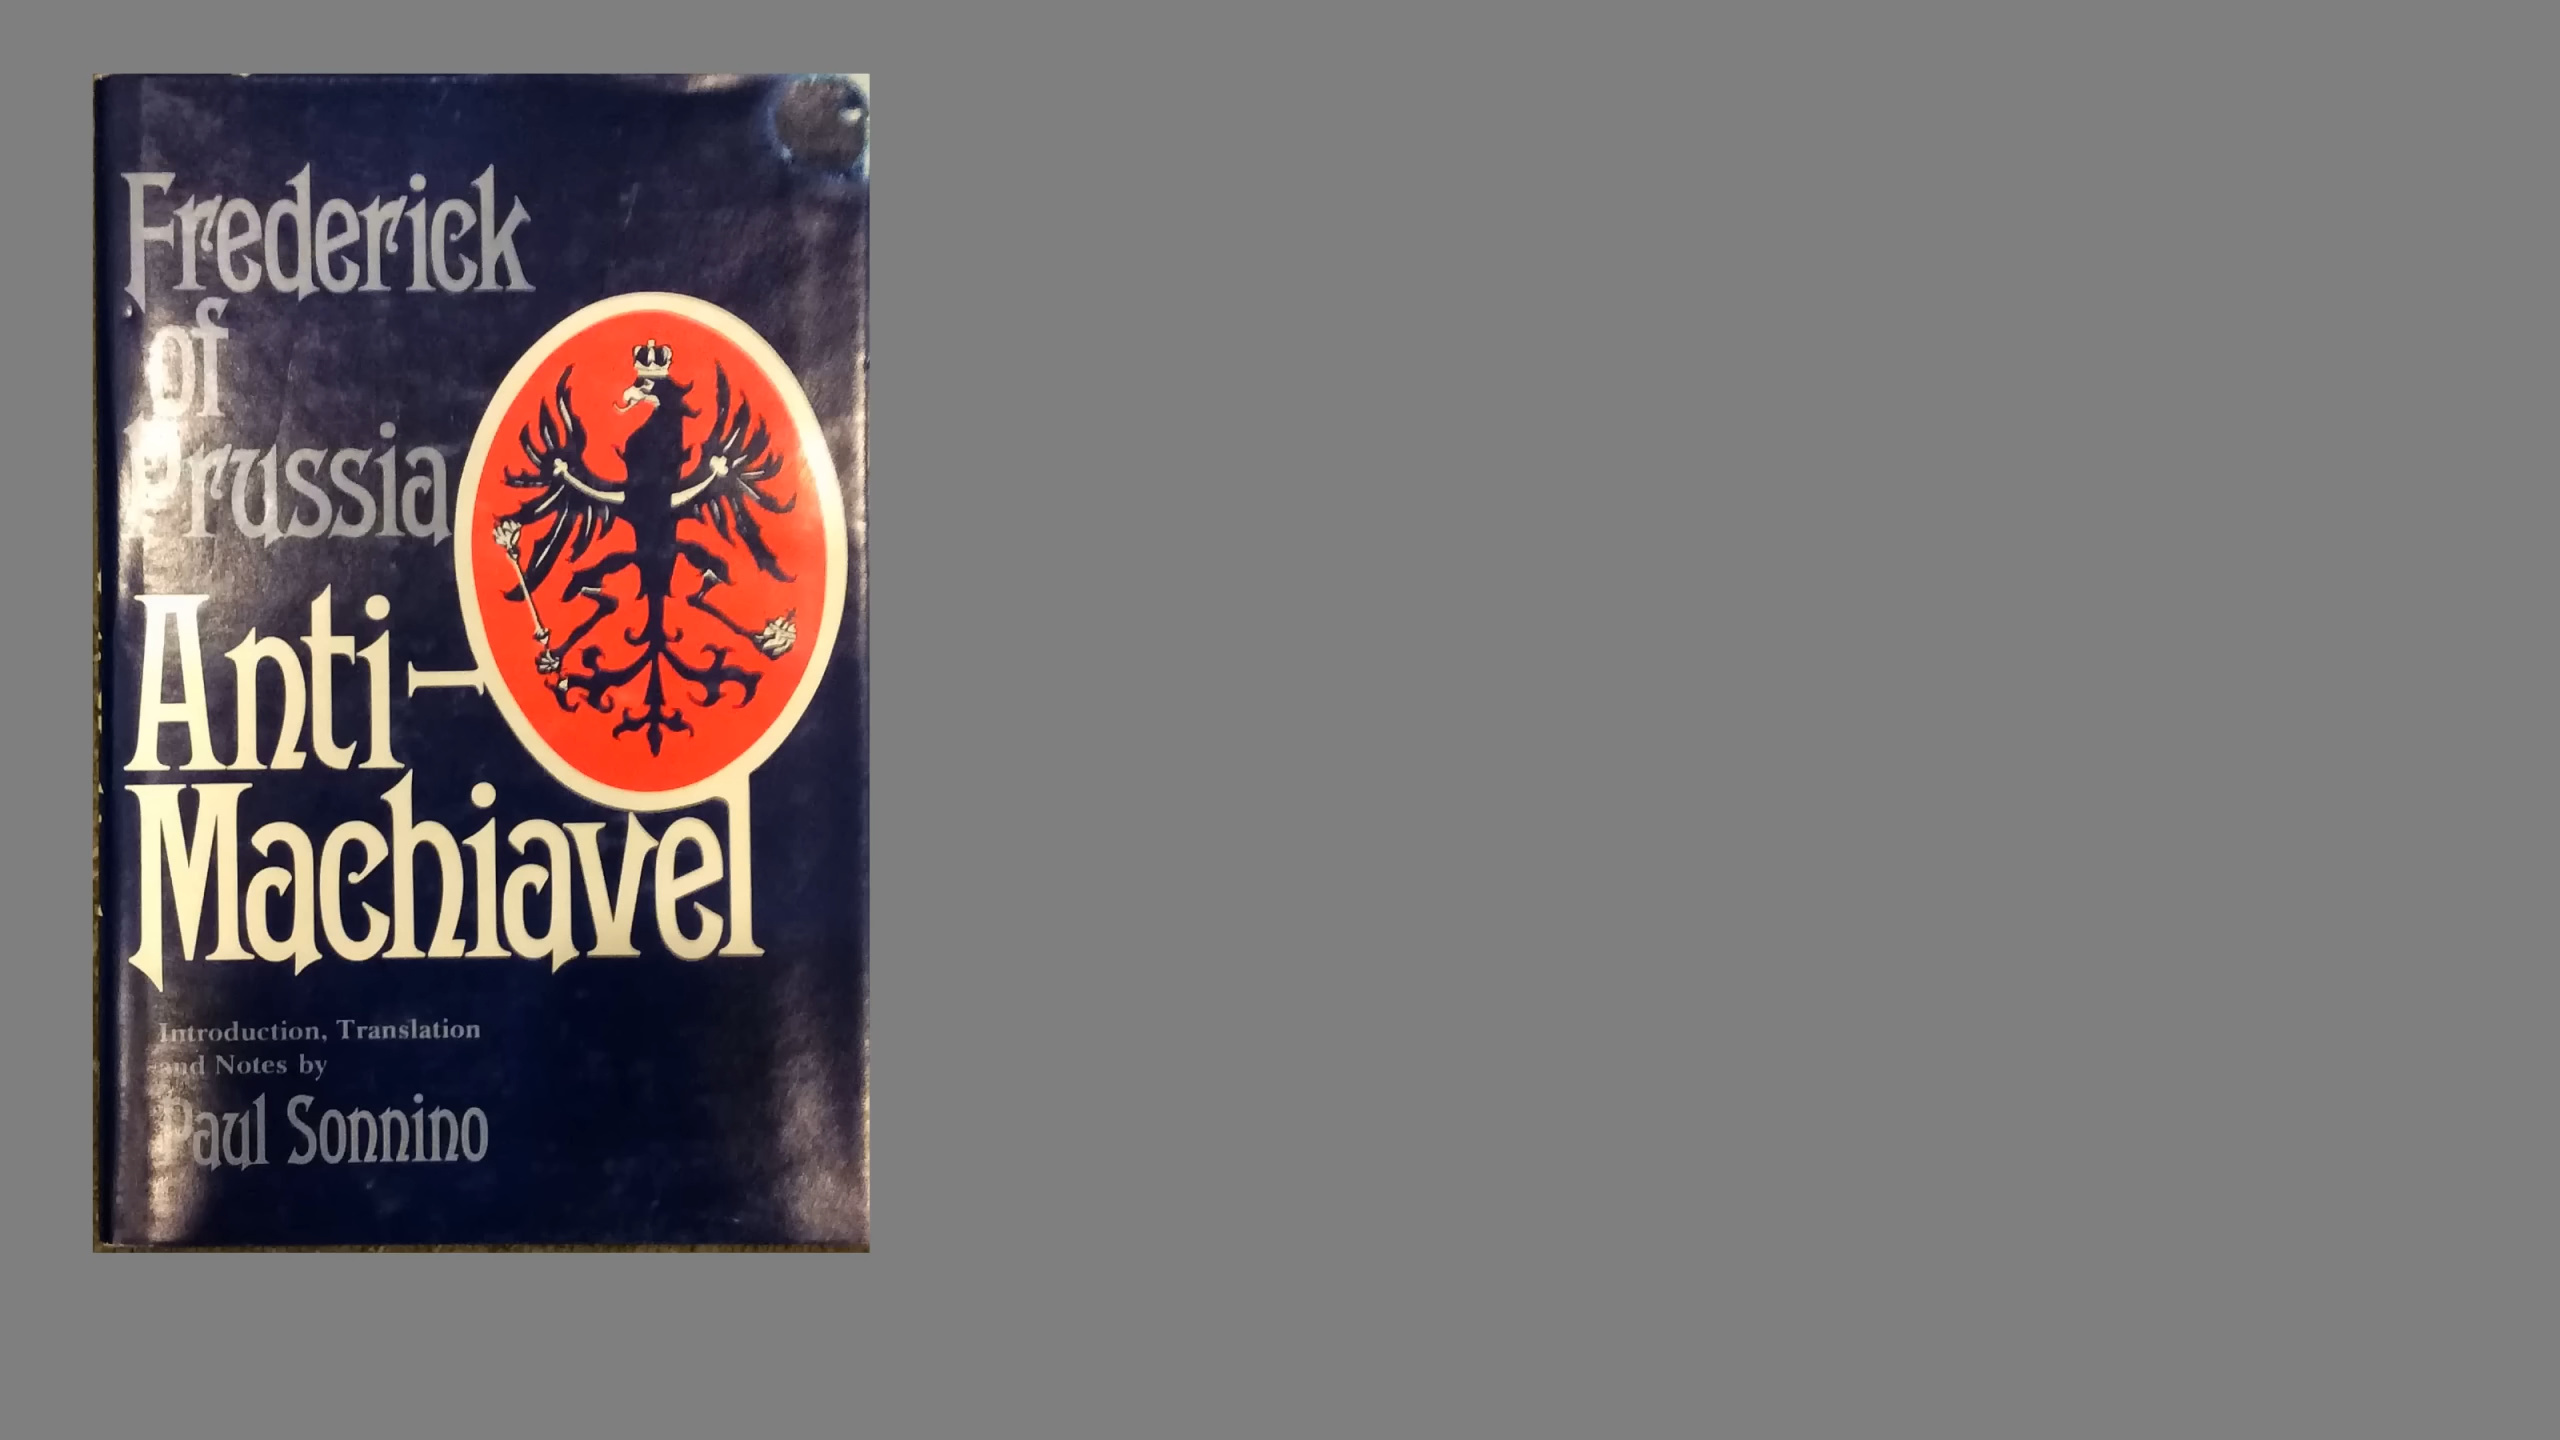 Frederick
of
Prussia
Anti-
Machiavel
Introduction, Translation
and Notes by
Paul Sonnino